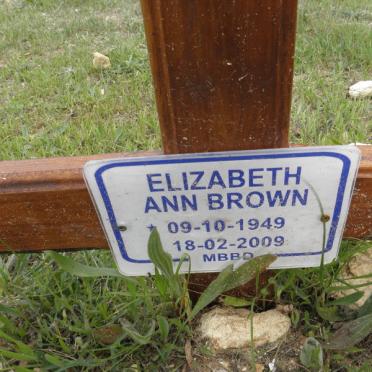 ELIZABETH
ANN BROWN
★ 09-10-1949
18-02-2009
MBBD